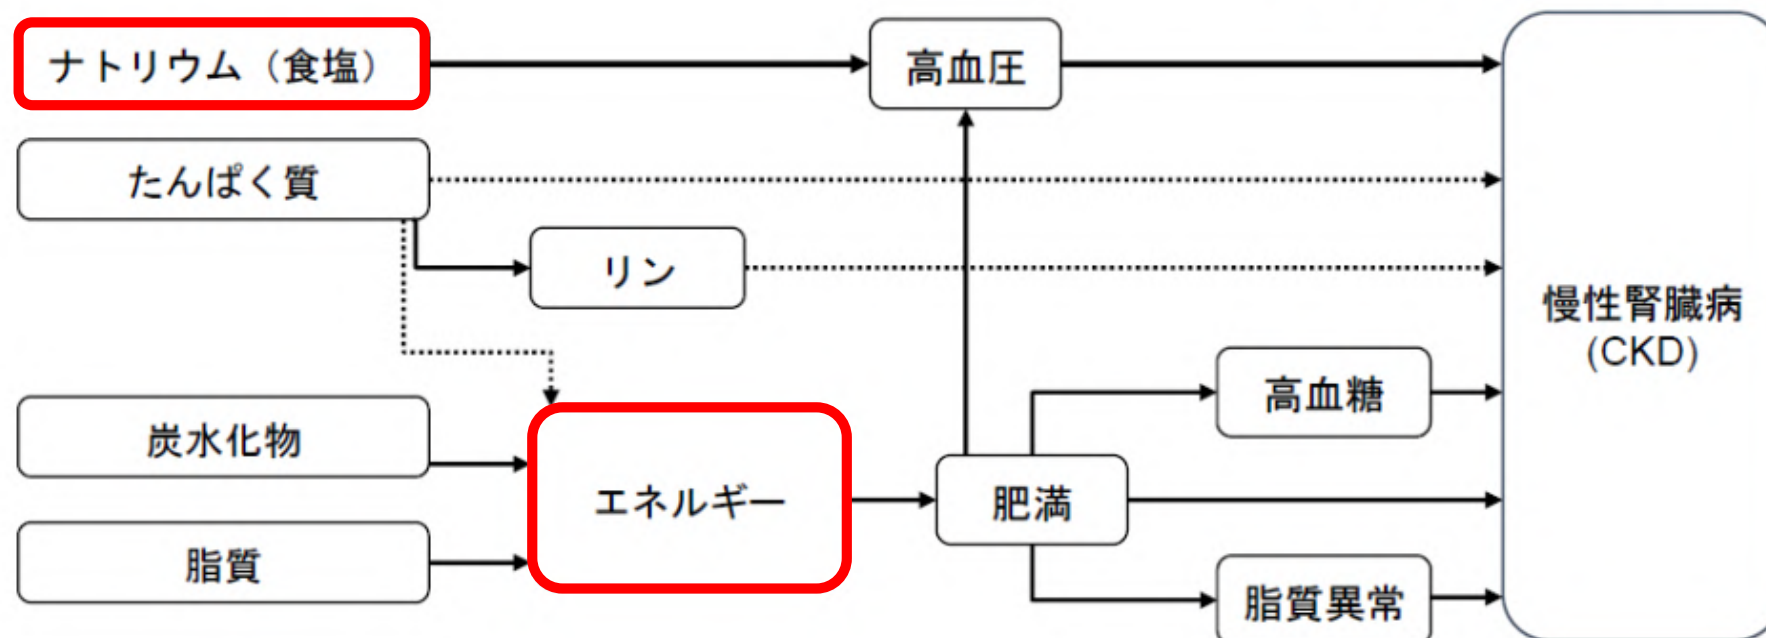 ナトリウム（食塩）
高血圧
たんぱく質
リン
慢性腎臓病
(CKD)
高血糖
炭水化物
エネルギー
肥満
脂質
脂質異常